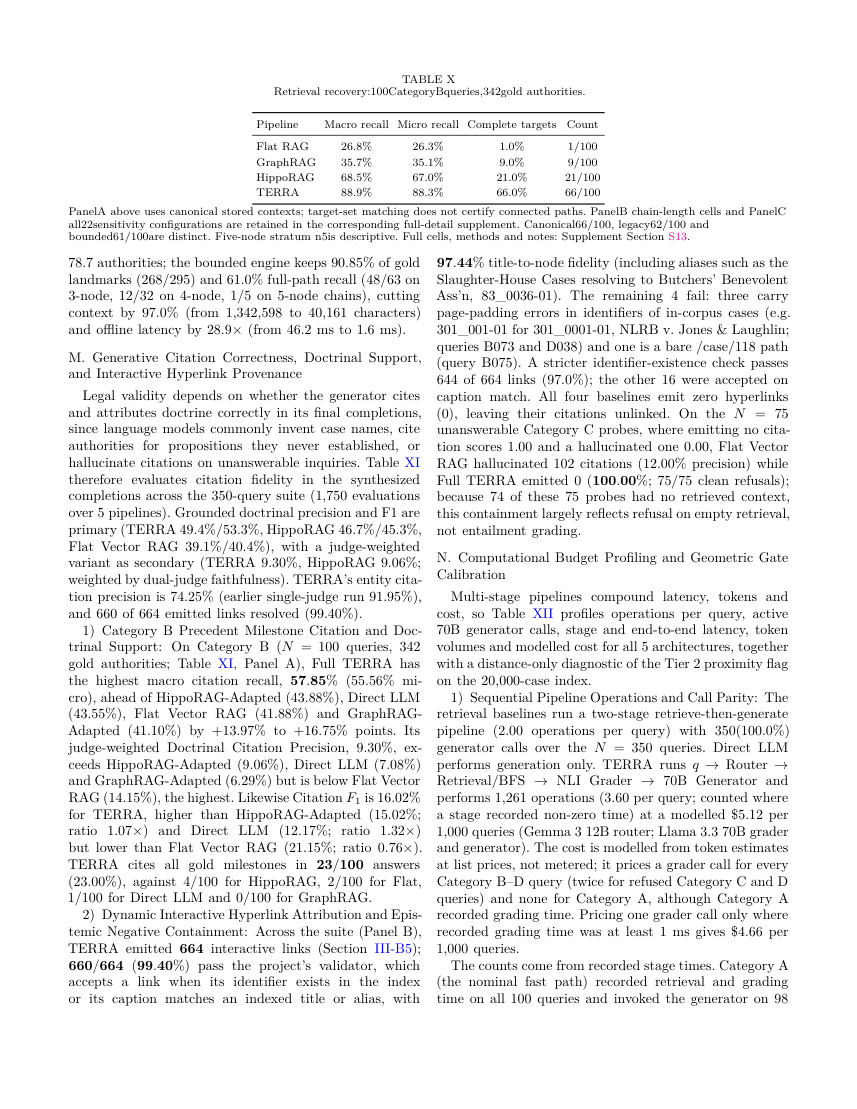 TABLE X
Retrieval recovery:100CategoryBqueries,342gold authorities.
Pipeline Macro recall Micro recall Complete targets Count
Flat RAG 26.8% 26.3% 1.0% 1/100
GraphRAG 35.7% 35.1% 9.0% 9/100
HippoRAG 68.5% 67.0% 21.0% 21/100
TERRA 88.9% 88.3% 66.0% 66/100
PanelA above uses canonical stored contexts; target-set matching does not certify connected paths. PanelB chain-length cells and PanelC
all22sensitivity configurations are retained in the corresponding full-detail supplement. Canonical66/100, legacy62/100 and
bounded61/100are distinct. Five-node stratum n5is descriptive. Full cells, methods and notes: Supplement Section S13.
78.7 authorities; the bounded engine keeps 90.85% of gold
landmarks (268/295) and 61.0% full-path recall (48/63 on
3-node, 12/32 on 4-node, 1/5 on 5-node chains), cutting
context by 97.0% (from 1,342,598 to 40,161 characters)
and offline latency by 28.9× (from 46.2 ms to 1.6 ms).
M. Generative Citation Correctness, Doctrinal Support,
and Interactive Hyperlink Provenance
Legal validity depends on whether the generator cites
and attributes doctrine correctly in its final completions,
since language models commonly invent case names, cite
authorities for propositions they never established, or
hallucinate citations on unanswerable inquiries. Table XI
therefore evaluates citation fidelity in the synthesized
completions across the 350-query suite (1,750 evaluations
over 5 pipelines). Grounded doctrinal precision and F1 are
primary (TERRA 49.4%/53.3%, HippoRAG 46.7%/45.3%,
Flat Vector RAG 39.1%/40.4%), with a judge-weighted
variant as secondary (TERRA 9.30%, HippoRAG 9.06%;
weighted by dual-judge faithfulness). TERRA's entity cita-
tion precision is 74.25% (earlier single-judge run 91.95%),
and 660 of 664 emitted links resolved (99.40%).
1) Category B Precedent Milestone Citation and Doc-
trinal Support: On Category B (N = 100 queries, 342
gold authorities; Table XI, Panel A), Full TERRA has
the highest macro citation recall, 57.85% (55.56% mi-
cro), ahead of HippoRAG-Adapted (43.88%), Direct LLM
(43.55%), Flat Vector RAG (41.88%) and GraphRAG-
Adapted (41.10%) by +13.97% to +16.75% points. Its
judge-weighted Doctrinal Citation Precision, 9.30%, ex-
ceeds HippoRAG-Adapted (9.06%), Direct LLM (7.08%)
and GraphRAG-Adapted (6.29%) but is below Flat Vector
RAG (14.15%), the highest. Likewise Citation F1 is 16.02%
for TERRA, higher than HippoRAG-Adapted (15.02%;
ratio 1.07×) and Direct LLM (12.17%; ratio 1.32×)
but lower than Flat Vector RAG (21.15%; ratio 0.76×).
TERRA cites all gold milestones in 23/100 answers
(23.00%), against 4/100 for HippoRAG, 2/100 for Flat,
1/100 for Direct LLM and 0/100 for GraphRAG.
2) Dynamic Interactive Hyperlink Attribution and Epis-
temic Negative Containment: Across the suite (Panel B),
TERRA emitted 664 interactive links (Section III-B5);
660/664 (99.40%) pass the project's validator, which
accepts a link when its identifier exists in the index
or its caption matches an indexed title or alias, with
97.44% title-to-node fidelity (including aliases such as the
Slaughter-House Cases resolving to Butchers' Benevolent
Ass'n, 83_0036-01). The remaining 4 fail: three carry
page-padding errors in identifiers of in-corpus cases (e.g.
301_001-01 for 301_0001-01, NLRB v. Jones & Laughlin;
queries B073 and D038) and one is a bare /case/118 path
(query B075). A stricter identifier-existence check passes
644 of 664 links (97.0%); the other 16 were accepted on
caption match. All four baselines emit zero hyperlinks
(0), leaving their citations unlinked. On the N = 75
unanswerable Category C probes, where emitting no cita-
tion scores 1.00 and a hallucinated one 0.00, Flat Vector
RAG hallucinated 102 citations (12.00% precision) while
Full TERRA emitted 0 (100.00%; 75/75 clean refusals);
because 74 of these 75 probes had no retrieved context,
this containment largely reflects refusal on empty retrieval,
not entailment grading.
N. Computational Budget Profiling and Geometric Gate
Calibration
Multi-stage pipelines compound latency, tokens and
cost, so Table XII profiles operations per query, active
70B generator calls, stage and end-to-end latency, token
volumes and modelled cost for all 5 architectures, together
with a distance-only diagnostic of the Tier 2 proximity flag
on the 20,000-case index.
1) Sequential Pipeline Operations and Call Parity: The
retrieval baselines run a two-stage retrieve-then-generate
pipeline (2.00 operations per query) with 350(100.0%)
generator calls over the N = 350 queries. Direct LLM
performs generation only. TERRA runs q → Router →
Retrieval/BFS → NLI Grader → 70B Generator and
performs 1,261 operations (3.60 per query; counted where
a stage recorded non-zero time) at a modelled $5.12 per
1,000 queries (Gemma 3 12B router; Llama 3.3 70B grader
and generator). The cost is modelled from token estimates
at list prices, not metered; it prices a grader call for every
Category B–D query (twice for refused Category C and D
queries) and none for Category A, although Category A
recorded grading time. Pricing one grader call only where
recorded grading time was at least 1 ms gives $4.66 per
1,000 queries.
The counts come from recorded stage times. Category A
(the nominal fast path) recorded retrieval and grading
time on all 100 queries and invoked the generator on 98